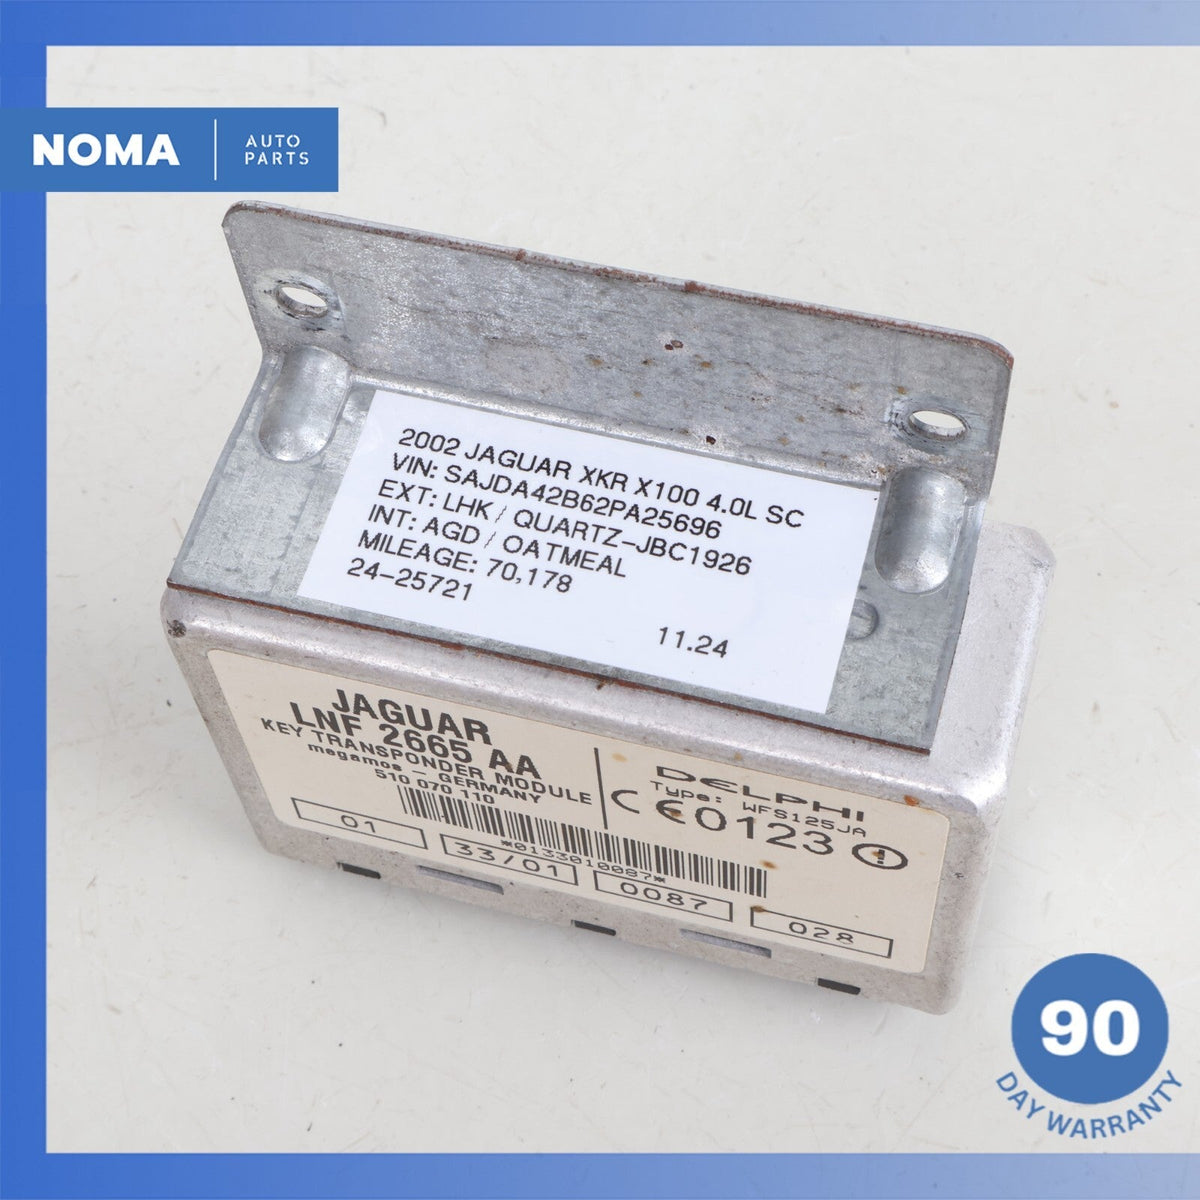 NOMA
AUTO
PARTS
2002 JAGUAR XKR X100 4.0L SC
VIN: SAJDA42B62PA25696
EXT: LHK / QUARTZ-JBC1926
INT: AGD / OATMEAL
MILEAGE: 70,178
24-25721
11.24
JAGUAR
LNF 2665 AA
KEY TRANSPONDER MODULE
megamos - GERMANY
510 070 110
*0133010087*
01
33/01
0087
028
DELPHI
Type: WFS125JA
CE0123
90
DAY WARRANTY